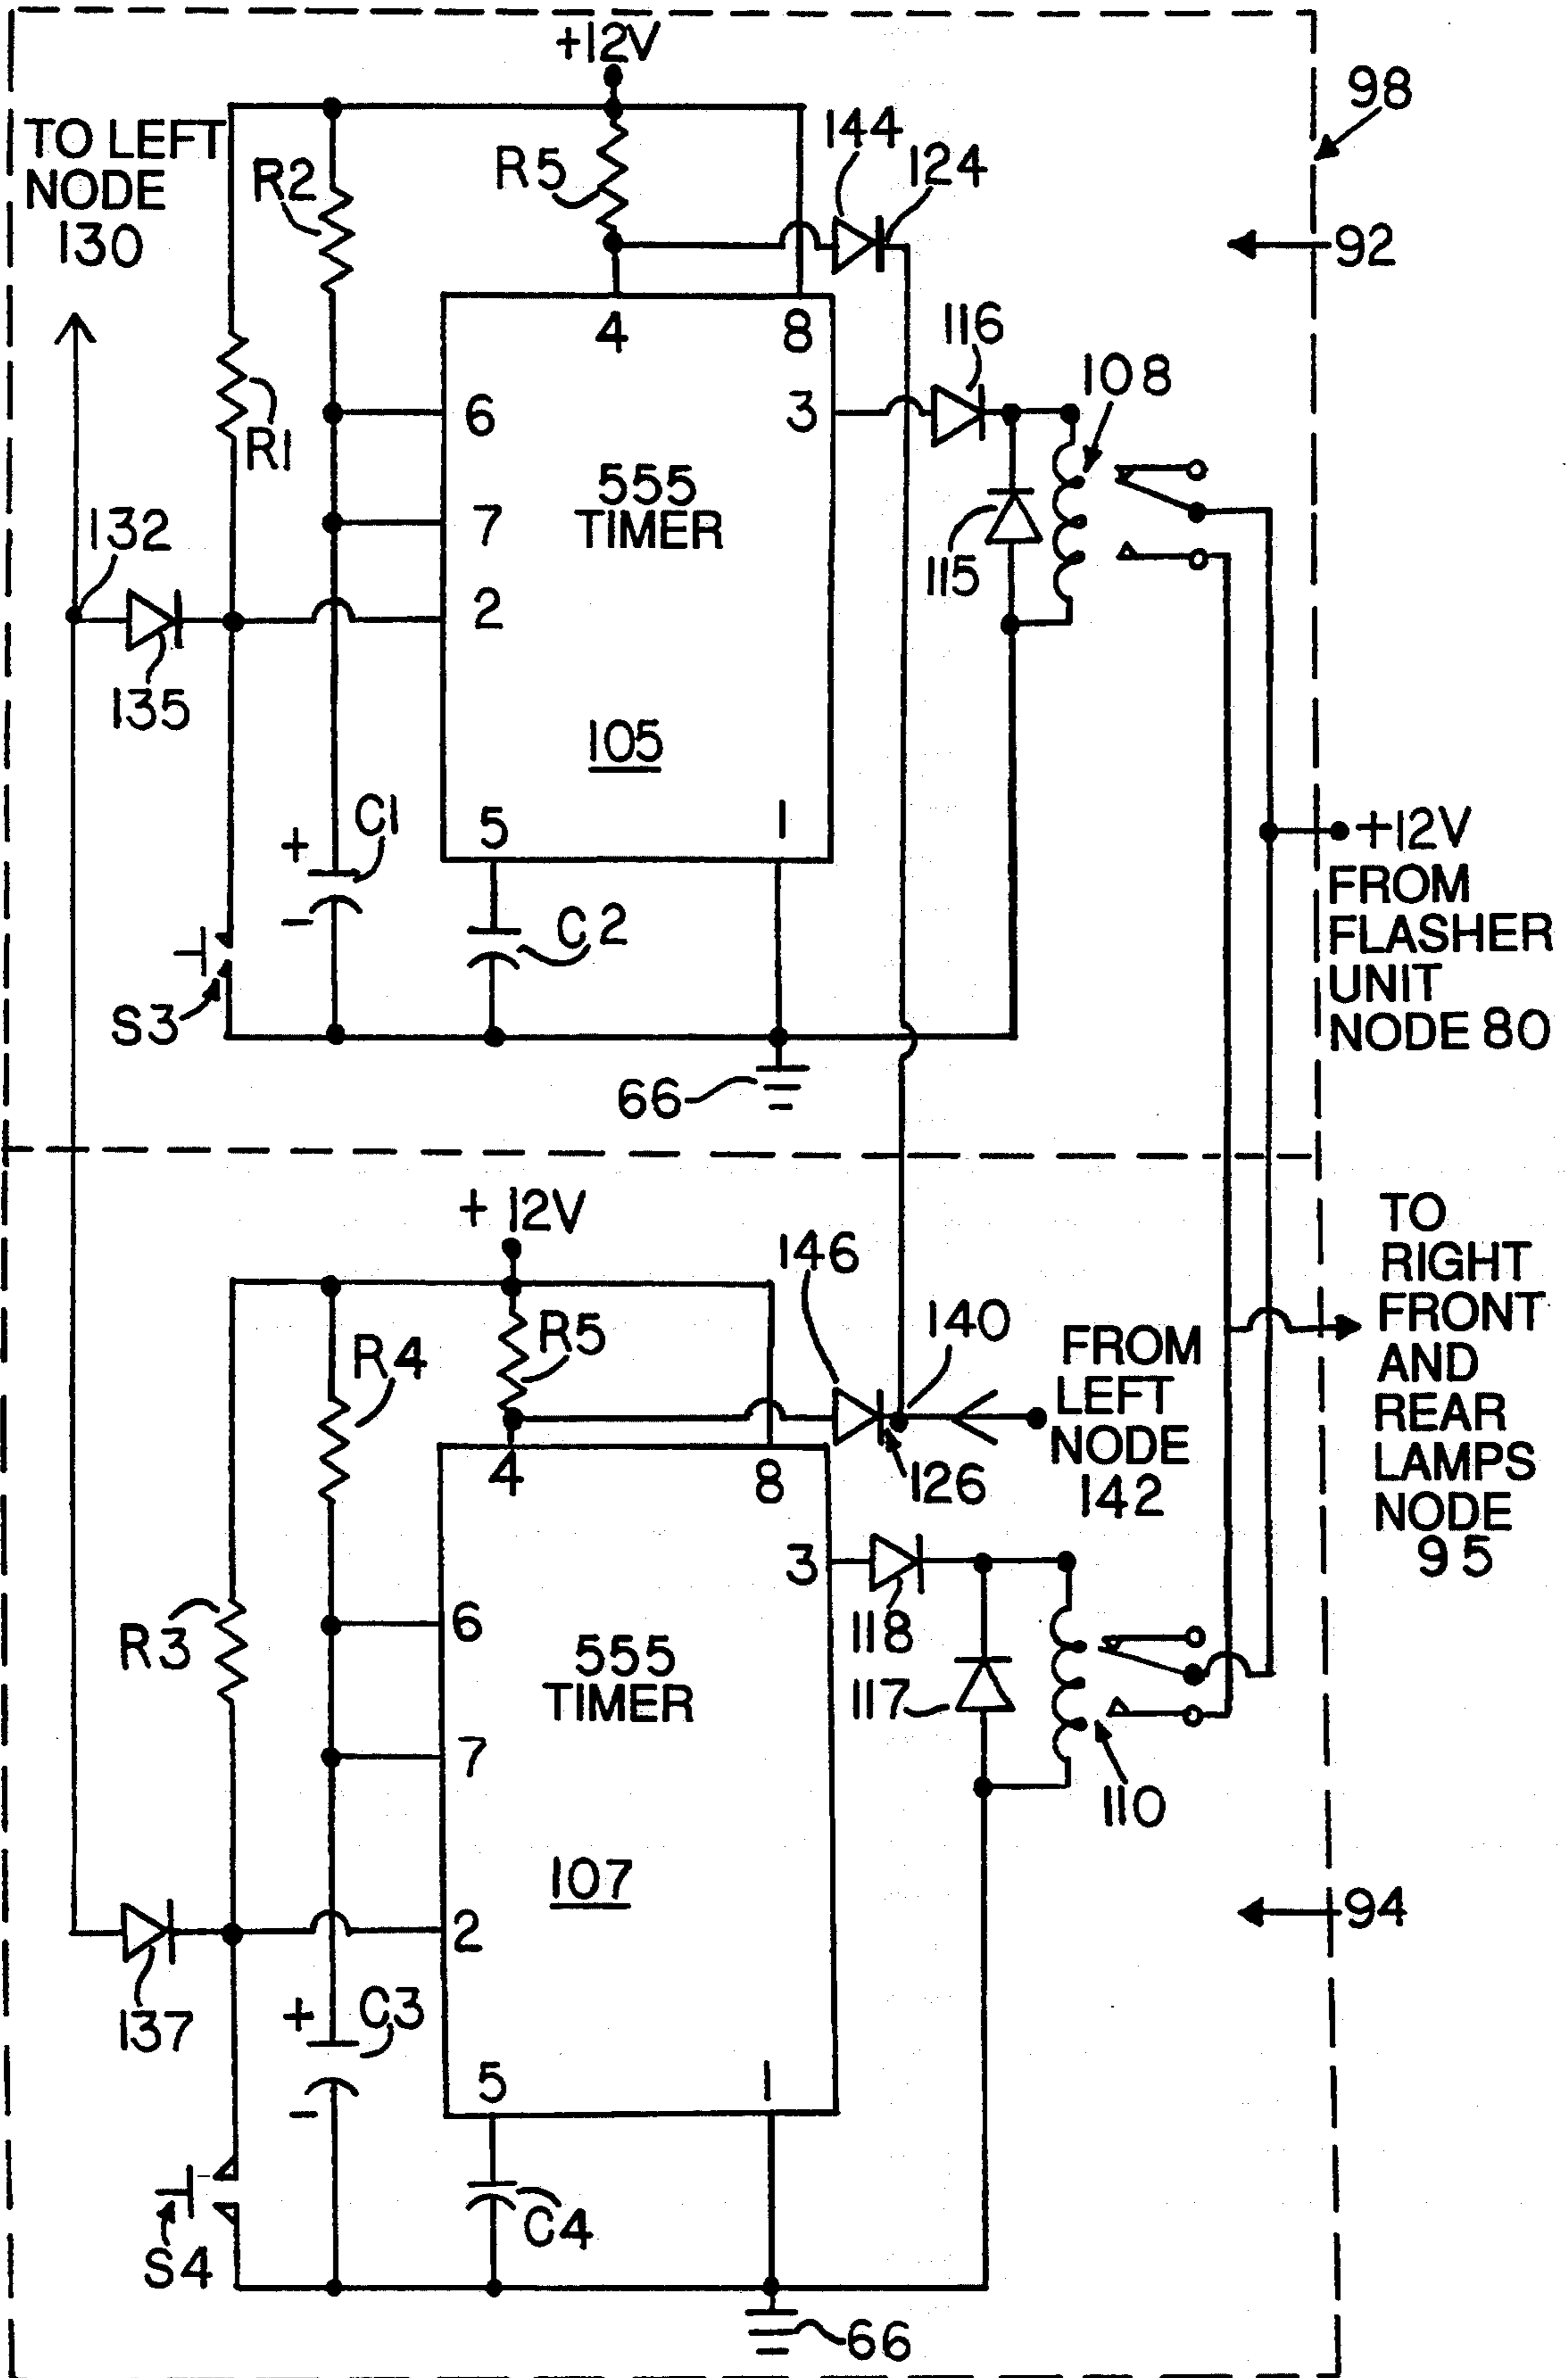 +12V
98
TO LEFT
NODE
130
R2
R5
144
124
92
4
8
116
108
R1
6
3
555
TIMER
7
132
2
115
135
105
C1
+
-
5
1
+12V
FROM
FLASHER
UNIT
NODE 80
C2
S3
66
+ 12V
146
140
TO
RIGHT
FRONT
AND
REAR
LAMPS
NODE
95
R4
R5
FROM
LEFT
NODE
142
4
8
126
3
118
R3
6
555
TIMER
117
7
110
107
2
94
137
+
C3
-
5
1
C4
S4
66